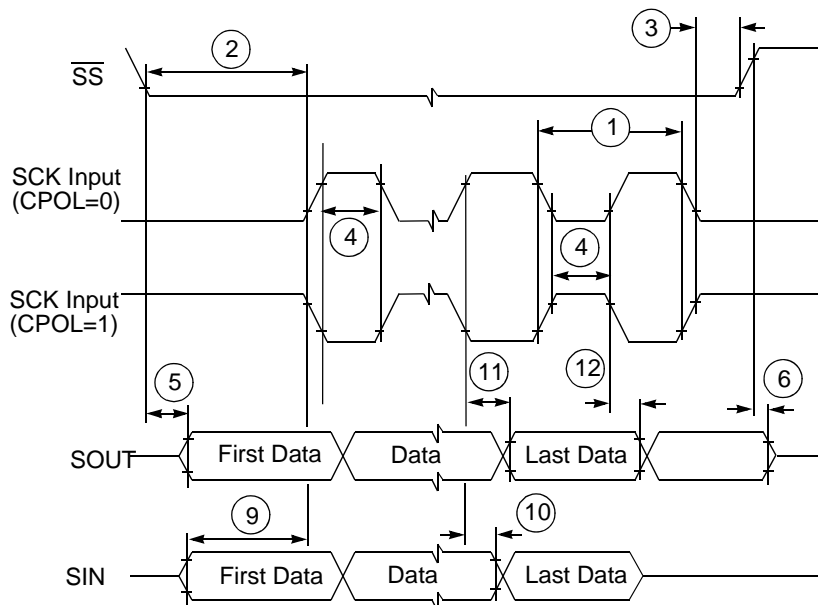 3
2
SS
1
SCK Input
(CPOL=0)
4
4
SCK Input
(CPOL=1)
5
11
12
6
SOUT
First Data
Data
Last Data
9
10
SIN
First Data
Data
Last Data